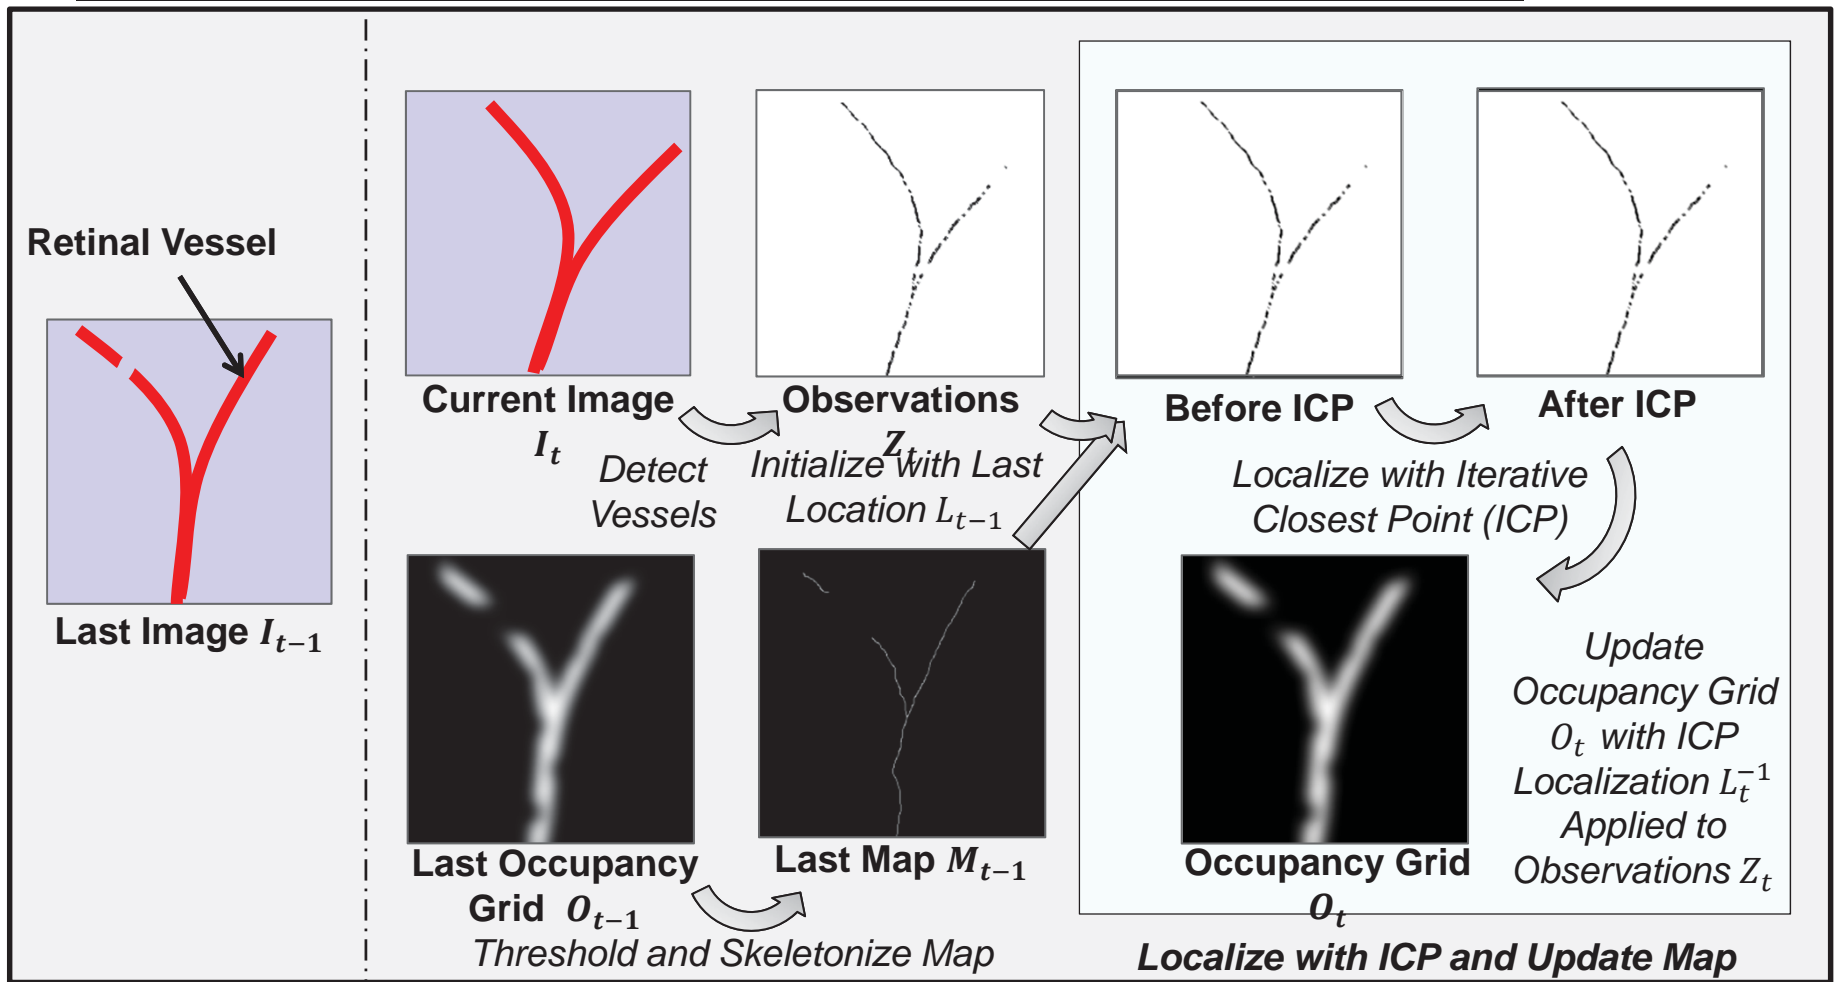 Retinal Vessel
Last Image I_{t−1}
Current Image
I_t
Detect
Vessels
Observations
Z_t
Initialize with Last
Location L_{t−1}
Last Occupancy
Grid O_{t−1}
Threshold and Skeletonize Map
Last Map M_{t−1}
Before ICP
After ICP
Localize with Iterative
Closest Point (ICP)
Occupancy Grid
O_t
Update
Occupancy Grid
O_t with ICP
Localization L_t^{−1}
Applied to
Observations Z_t
Localize with ICP and Update Map